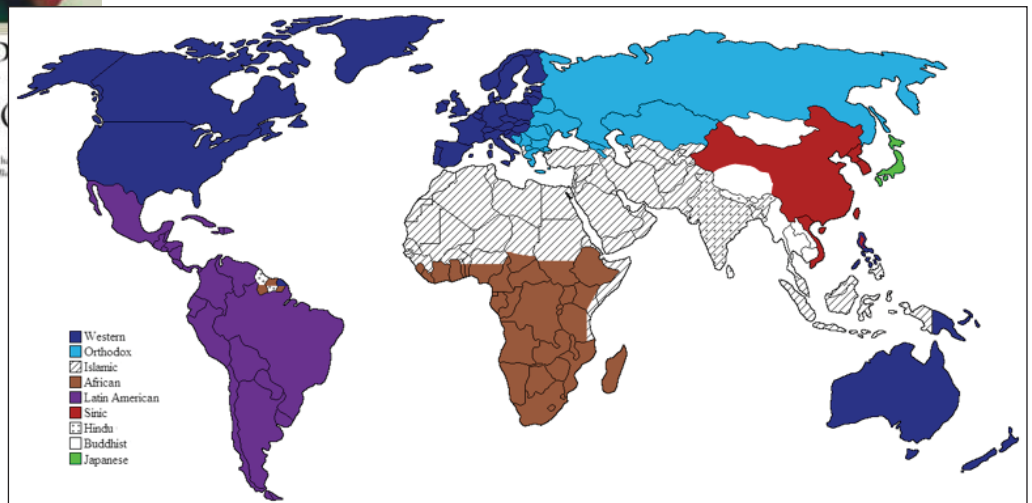 Western
Orthodox
Islamic
African
Latin American
Sinic
Hindu
Buddhist
Japanese